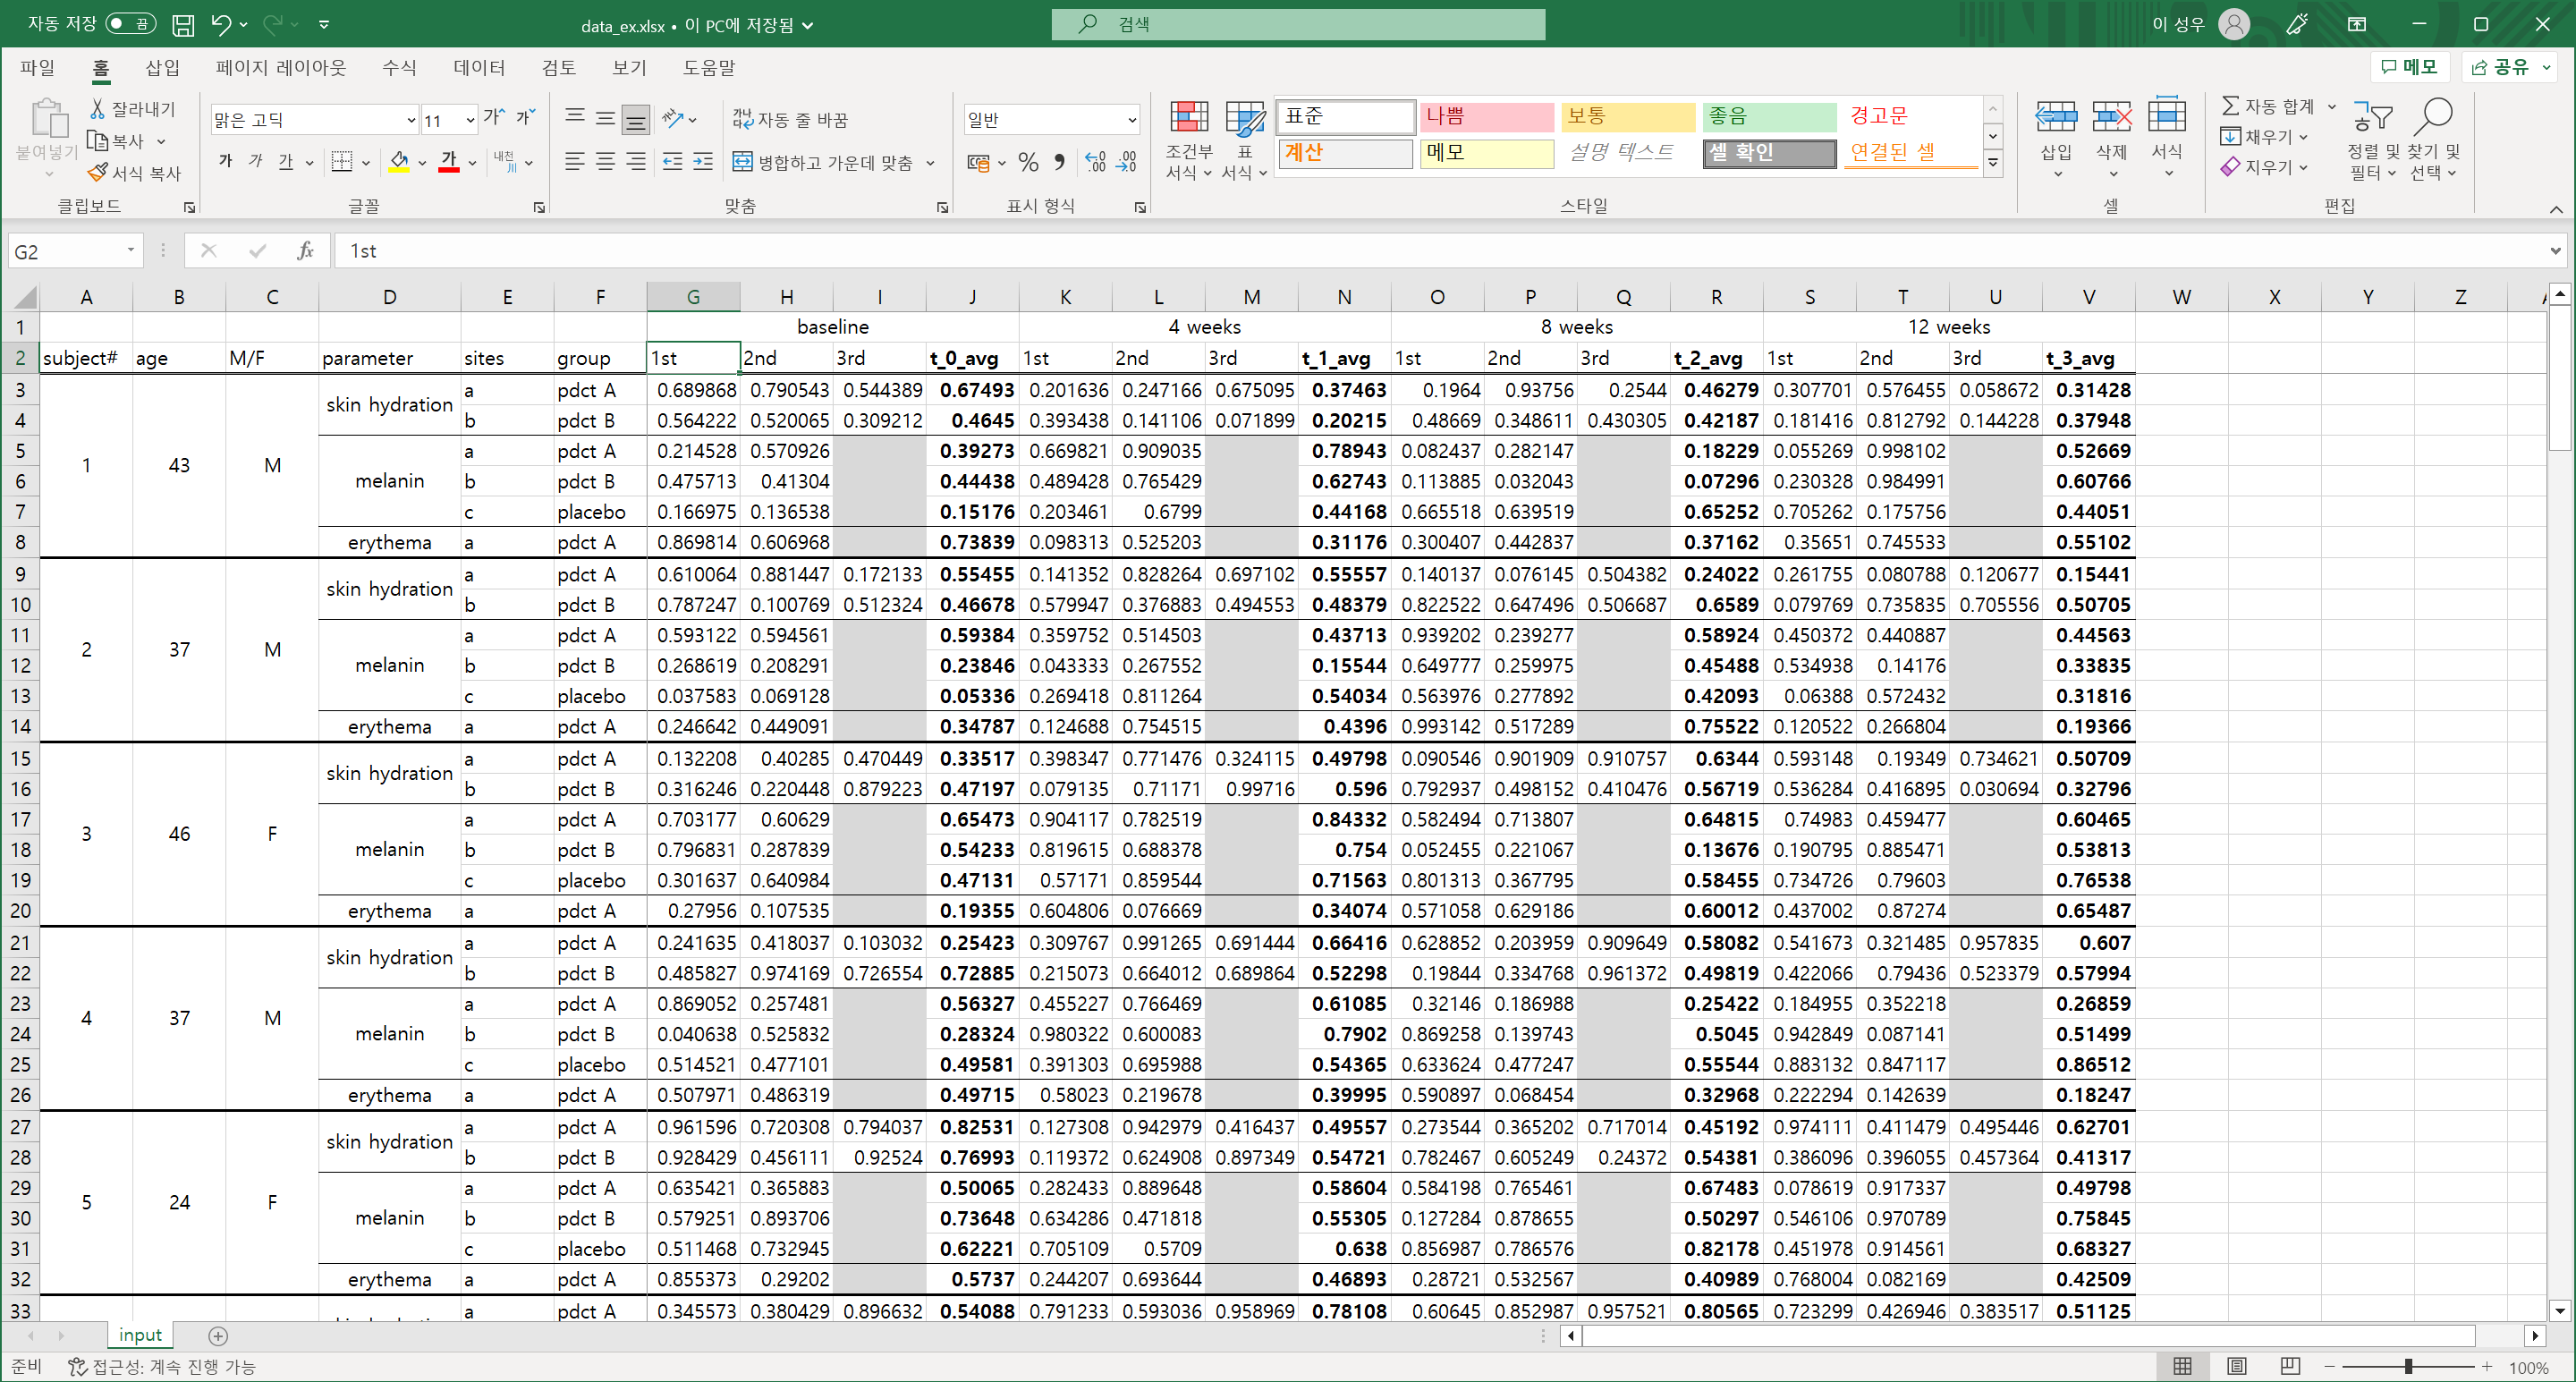 자동 저장 끔 data_ex.xlsx • 이 PC에 저장됨 검색 이 성우
파일 홈 삽입 페이지 레이아웃 수식 데이터 검토 보기 도움말 메모 공유
붙여넣기 잘라내기 복사 서식 복사 클립보드
맑은 고딕 11 가 가 가 가 가 가 내천 글꼴
자동 줄 바꿈 병합하고 가운데 맞춤 맞춤
일반 % 표시 형식
조건부 서식 표 서식 표준 나쁨 보통 좋음 경고문
계산 메모 설명 텍스트 셀 확인 연결된 셀 스타일
삽입 삭제 서식 셀
자동 합계 채우기 지우기 정렬 및 필터 찾기 및 선택 편집
G2 fx 1st
A B C D E F G H I J K L M N O P Q R S T U V W X Y Z
1 baseline 4 weeks 8 weeks 12 weeks
2 subject# age M/F parameter sites group 1st 2nd 3rd t_0_avg 1st 2nd 3rd t_1_avg 1st 2nd 3rd t_2_avg 1st 2nd 3rd t_3_avg
3 skin hydration a pdct A 0.689868 0.790543 0.544389 0.67493 0.201636 0.247166 0.675095 0.37463 0.1964 0.93756 0.2544 0.46279 0.307701 0.576455 0.058672 0.31428
4 b pdct B 0.564222 0.520065 0.309212 0.4645 0.393438 0.141106 0.071899 0.20215 0.48669 0.348611 0.430305 0.42187 0.181416 0.812792 0.144228 0.37948
5 1 43 M a pdct A 0.214528 0.570926 0.39273 0.669821 0.909035 0.78943 0.082437 0.282147 0.18229 0.055269 0.998102 0.52669
6 melanin b pdct B 0.475713 0.41304 0.44438 0.489428 0.765429 0.62743 0.113885 0.032043 0.07296 0.230328 0.984991 0.60766
7 c placebo 0.166975 0.136538 0.15176 0.203461 0.6799 0.44168 0.665518 0.639519 0.65252 0.705262 0.175756 0.44051
8 erythema a pdct A 0.869814 0.606968 0.73839 0.098313 0.525203 0.31176 0.300407 0.442837 0.37162 0.35651 0.745533 0.55102
9 skin hydration a pdct A 0.610064 0.881447 0.172133 0.55455 0.141352 0.828264 0.697102 0.55557 0.140137 0.076145 0.504382 0.24022 0.261755 0.080788 0.120677 0.15441
10 b pdct B 0.787247 0.100769 0.512324 0.46678 0.579947 0.376883 0.494553 0.48379 0.822522 0.647496 0.506687 0.6589 0.079769 0.735835 0.705556 0.50705
11 2 37 M a pdct A 0.593122 0.594561 0.59384 0.359752 0.514503 0.43713 0.939202 0.239277 0.58924 0.450372 0.440887 0.44563
12 melanin b pdct B 0.268619 0.208291 0.23846 0.043333 0.267552 0.15544 0.649777 0.259975 0.45488 0.534938 0.14176 0.33835
13 c placebo 0.037583 0.069128 0.05336 0.269418 0.811264 0.54034 0.563976 0.277892 0.42093 0.06388 0.572432 0.31816
14 erythema a pdct A 0.246642 0.449091 0.34787 0.124688 0.754515 0.4396 0.993142 0.517289 0.75522 0.120522 0.266804 0.19366
15 skin hydration a pdct A 0.132208 0.40285 0.470449 0.33517 0.398347 0.771476 0.324115 0.49798 0.090546 0.901909 0.910757 0.6344 0.593148 0.19349 0.734621 0.50709
16 b pdct B 0.316246 0.220448 0.879223 0.47197 0.079135 0.71171 0.99716 0.596 0.792937 0.498152 0.410476 0.56719 0.536284 0.416895 0.030694 0.32796
17 3 46 F a pdct A 0.703177 0.60629 0.65473 0.904117 0.782519 0.84332 0.582494 0.713807 0.64815 0.74983 0.459477 0.60465
18 melanin b pdct B 0.796831 0.287839 0.54233 0.819615 0.688378 0.754 0.052455 0.221067 0.13676 0.190795 0.885471 0.53813
19 c placebo 0.301637 0.640984 0.47131 0.57171 0.859544 0.71563 0.801313 0.367795 0.58455 0.734726 0.79603 0.76538
20 erythema a pdct A 0.27956 0.107535 0.19355 0.604806 0.076669 0.34074 0.571058 0.629186 0.60012 0.437002 0.87274 0.65487
21 skin hydration a pdct A 0.241635 0.418037 0.103032 0.25423 0.309767 0.991265 0.691444 0.66416 0.628852 0.203959 0.909649 0.58082 0.541673 0.321485 0.957835 0.607
22 b pdct B 0.485827 0.974169 0.726554 0.72885 0.215073 0.664012 0.689864 0.52298 0.19844 0.334768 0.961372 0.49819 0.422066 0.79436 0.523379 0.57994
23 4 37 M a pdct A 0.869052 0.257481 0.56327 0.455227 0.766469 0.61085 0.32146 0.186988 0.25422 0.184955 0.352218 0.26859
24 melanin b pdct B 0.040638 0.525832 0.28324 0.980322 0.600083 0.7902 0.869258 0.139743 0.5045 0.942849 0.087141 0.51499
25 c placebo 0.514521 0.477101 0.49581 0.391303 0.695988 0.54365 0.633624 0.477247 0.55544 0.883132 0.847117 0.86512
26 erythema a pdct A 0.507971 0.486319 0.49715 0.58023 0.219678 0.39995 0.590897 0.068454 0.32968 0.222294 0.142639 0.18247
27 skin hydration a pdct A 0.961596 0.720308 0.794037 0.82531 0.127308 0.942979 0.416437 0.49557 0.273544 0.365202 0.717014 0.45192 0.974111 0.411479 0.495446 0.62701
28 b pdct B 0.928429 0.456111 0.92524 0.76993 0.119372 0.624908 0.897349 0.54721 0.782467 0.605249 0.24372 0.54381 0.386096 0.396055 0.457364 0.41317
29 5 24 F a pdct A 0.635421 0.365883 0.50065 0.282433 0.889648 0.58604 0.584198 0.765461 0.67483 0.078619 0.917337 0.49798
30 melanin b pdct B 0.579251 0.893706 0.73648 0.634286 0.471818 0.55305 0.127284 0.878655 0.50297 0.546106 0.970789 0.75845
31 c placebo 0.511468 0.732945 0.62221 0.705109 0.5709 0.638 0.856987 0.786576 0.82178 0.451978 0.914561 0.68327
32 erythema a pdct A 0.855373 0.29202 0.5737 0.244207 0.693644 0.46893 0.28721 0.532567 0.40989 0.768004 0.082169 0.42509
33 a pdct A 0.345573 0.380429 0.896632 0.54088 0.791233 0.593036 0.958969 0.78108 0.60645 0.852987 0.957521 0.80565 0.723299 0.426946 0.383517 0.51125
input
준비 접근성: 계속 진행 가능 100%